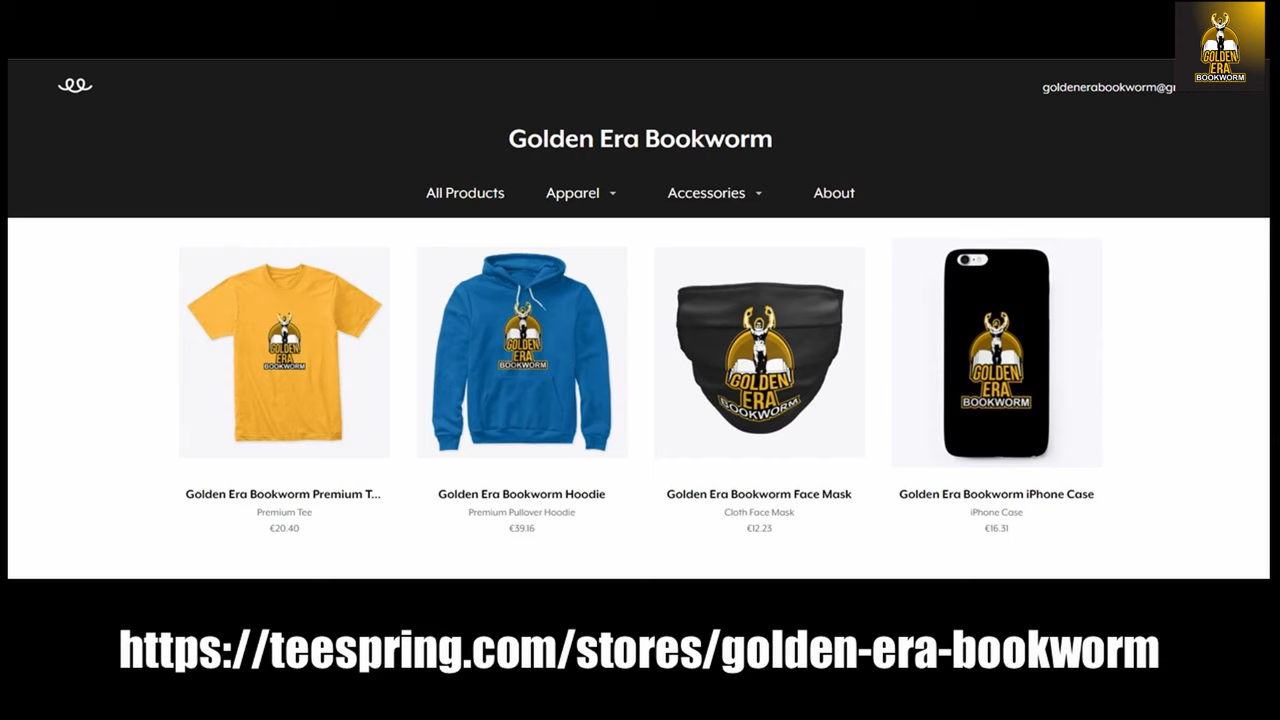 GOLDEN
ERA
BOOKWORM
goldenerabookworm@g
Golden Era Bookworm
All Products
Apparel
Accessories
About
GOLDEN
ERA
BOOKWORM
GOLDEN
ERA
BOOKWORM
GOLDEN
ERA
BOOKWORM
GOLDEN
ERA
BOOKWORM
Golden Era Bookworm Premium T...
Golden Era Bookworm Hoodie
Golden Era Bookworm Face Mask
Golden Era Bookworm iPhone Case
Premium Tee
Premium Pullover Hoodie
Cloth Face Mask
iPhone Case
€20.40
€39.16
€12.23
€16.31
https://teespring.com/stores/golden-era-bookworm